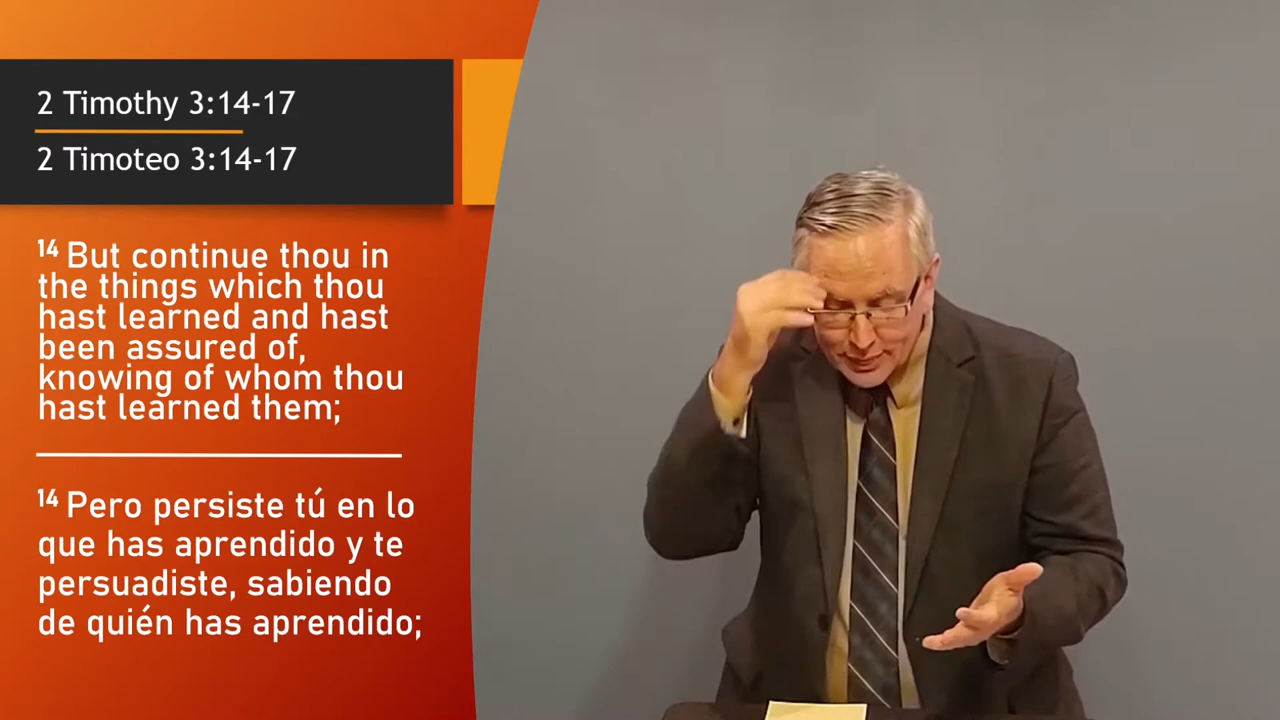 2 Timothy 3:14-17
2 Timoteo 3:14-17
14 But continue thou in
the things which thou
hast learned and hast
been assured of,
knowing of whom thou
hast learned them;
14 Pero persiste tú en lo
que has aprendido y te
persuadiste, sabiendo
de quién has aprendido;